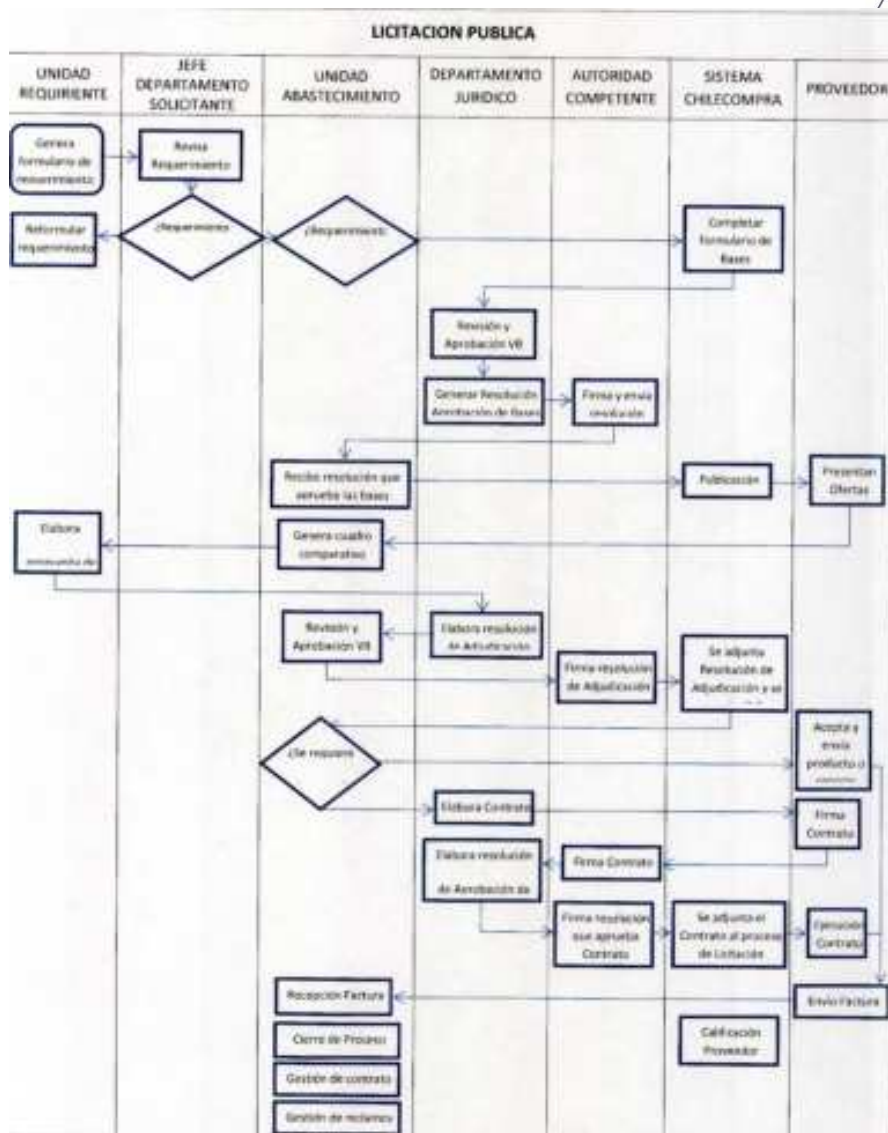 LICITACION PUBLICA
UNIDAD
REQUIRIENTE
JEFE
DEPARTAMENTO
SOLICITANTE
UNIDAD
ABASTECIMIENTO
DEPARTAMENTO
JURIDICO
AUTORIDAD
COMPETENTE
SISTEMA
CHILECOMPRA
PROVEEDOR
Genera
formulario de
requerimiento
Revisa
Requerimiento
Reformular
requerimiento
¿Requerimiento
¿Requerimiento
Completar
formulario de
Bases
Revisión y
Aprobación VB
Generar Resolución
Aprobación de Bases
Firma y envía
resolución
Recibe resolución que
aprueba las bases
Publicación
Presentan
Ofertas
Elabora
Genera cuadro
comparativo
Revisión y
Aprobación VB
Elabora resolución
de Adjudicación
Firma resolución
de Adjudicación
Se adjunta
Resolución de
Adjudicación y se
¿Se requiere
Acepta y
envía
producto o
Elabora Contrato
Firma
Contrato
Elabora resolución
de Aprobación de
Firma Contrato
Firma resolución
que aprueba
Contrato
Se adjunta el
Contrato al proceso
de Licitación
Ejecución
Contrato
Recepción Factura
Envío Factura
Cierre de Proceso
Calificación
Proveedor
Gestión de contrato
Gestión de reclamos